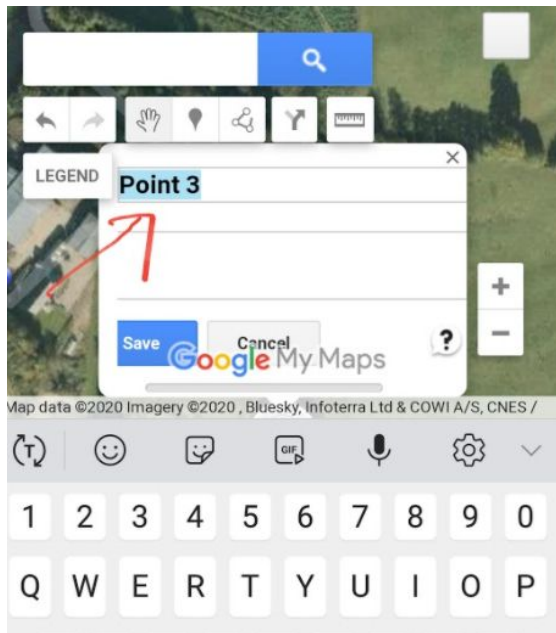 LEGEND
Point 3
Save
Cancel
?
Google My Maps
Map data ©2020 Imagery ©2020 , Bluesky, Infoterra Ltd & COWI A/S, CNES /
T
GIF
1 2 3 4 5 6 7 8 9 0
Q W E R T Y U I O P